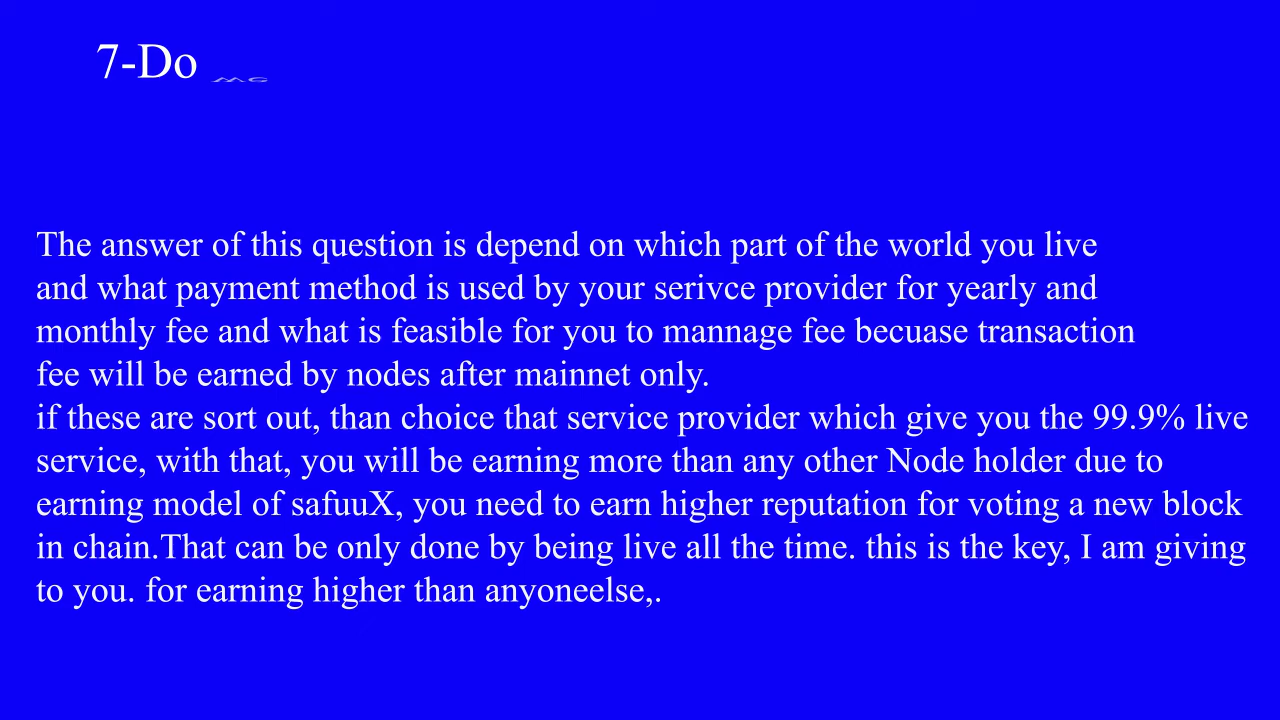 7-Do
The answer of this question is depend on which part of the world you live
and what payment method is used by your serivce provider for yearly and
monthly fee and what is feasible for you to mannage fee becuase transaction
fee will be earned by nodes after mainnet only.
if these are sort out, than choice that service provider which give you the 99.9% live
service, with that, you will be earning more than any other Node holder due to
earning model of safuuX, you need to earn higher reputation for voting a new block
in chain.That can be only done by being live all the time. this is the key, I am giving
to you. for earning higher than anyoneelse,.